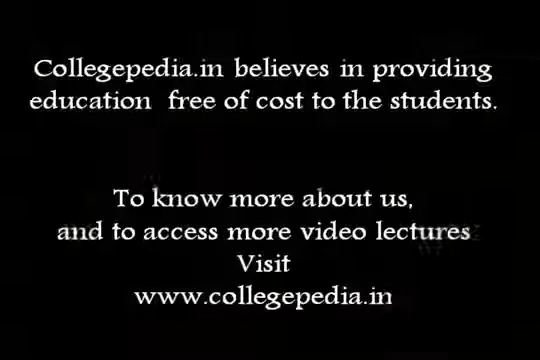 Collegepedia.in believes in providing
education free of cost to the students.
To know more about us,
and to access more video lectures
Visit
www.collegepedia.in